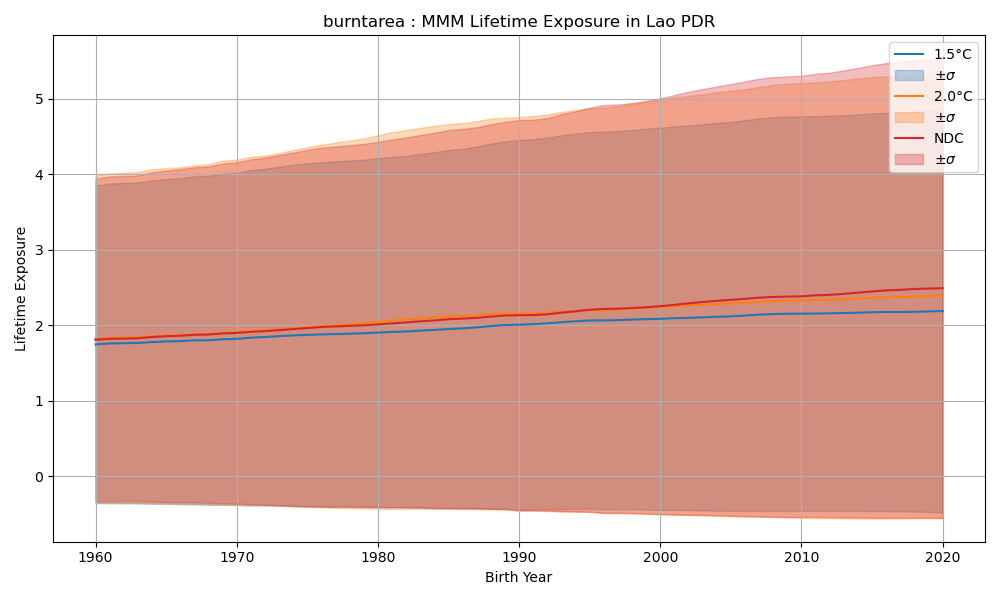 burntarea : MMM Lifetime Exposure in Lao PDR
1.5°C
±σ
2.0°C
±σ
NDC
±σ
Lifetime Exposure
5
4
3
2
1
0
1960 1970 1980 1990 2000 2010 2020
Birth Year